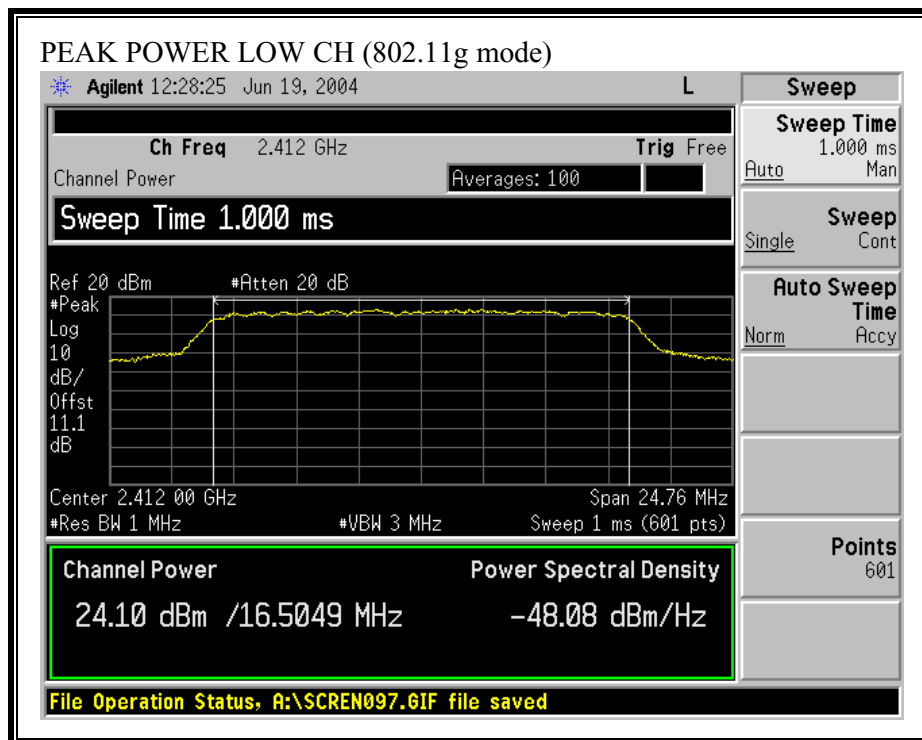 PEAK POWER LOW CH (802.11g mode)
Agilent 12:28:25 Jun 19, 2004 L
Ch Freq 2.412 GHz Trig Free
Channel Power Averages: 100
Sweep Time 1.000 ms
Ref 20 dBm #Atten 20 dB
#Peak
Log
10
dB/
Offst
11.1
dB
Center 2.412 00 GHz Span 24.76 MHz
#Res BW 1 MHz #VBW 3 MHz Sweep 1 ms (601 pts)
Channel Power Power Spectral Density
24.10 dBm /16.5049 MHz -48.08 dBm/Hz
File Operation Status, A:\SCREN097.GIF file saved
Sweep
Sweep Time
1.000 ms
Auto Man
Sweep
Single Cont
Auto Sweep
Time
Norm Accy
Points
601